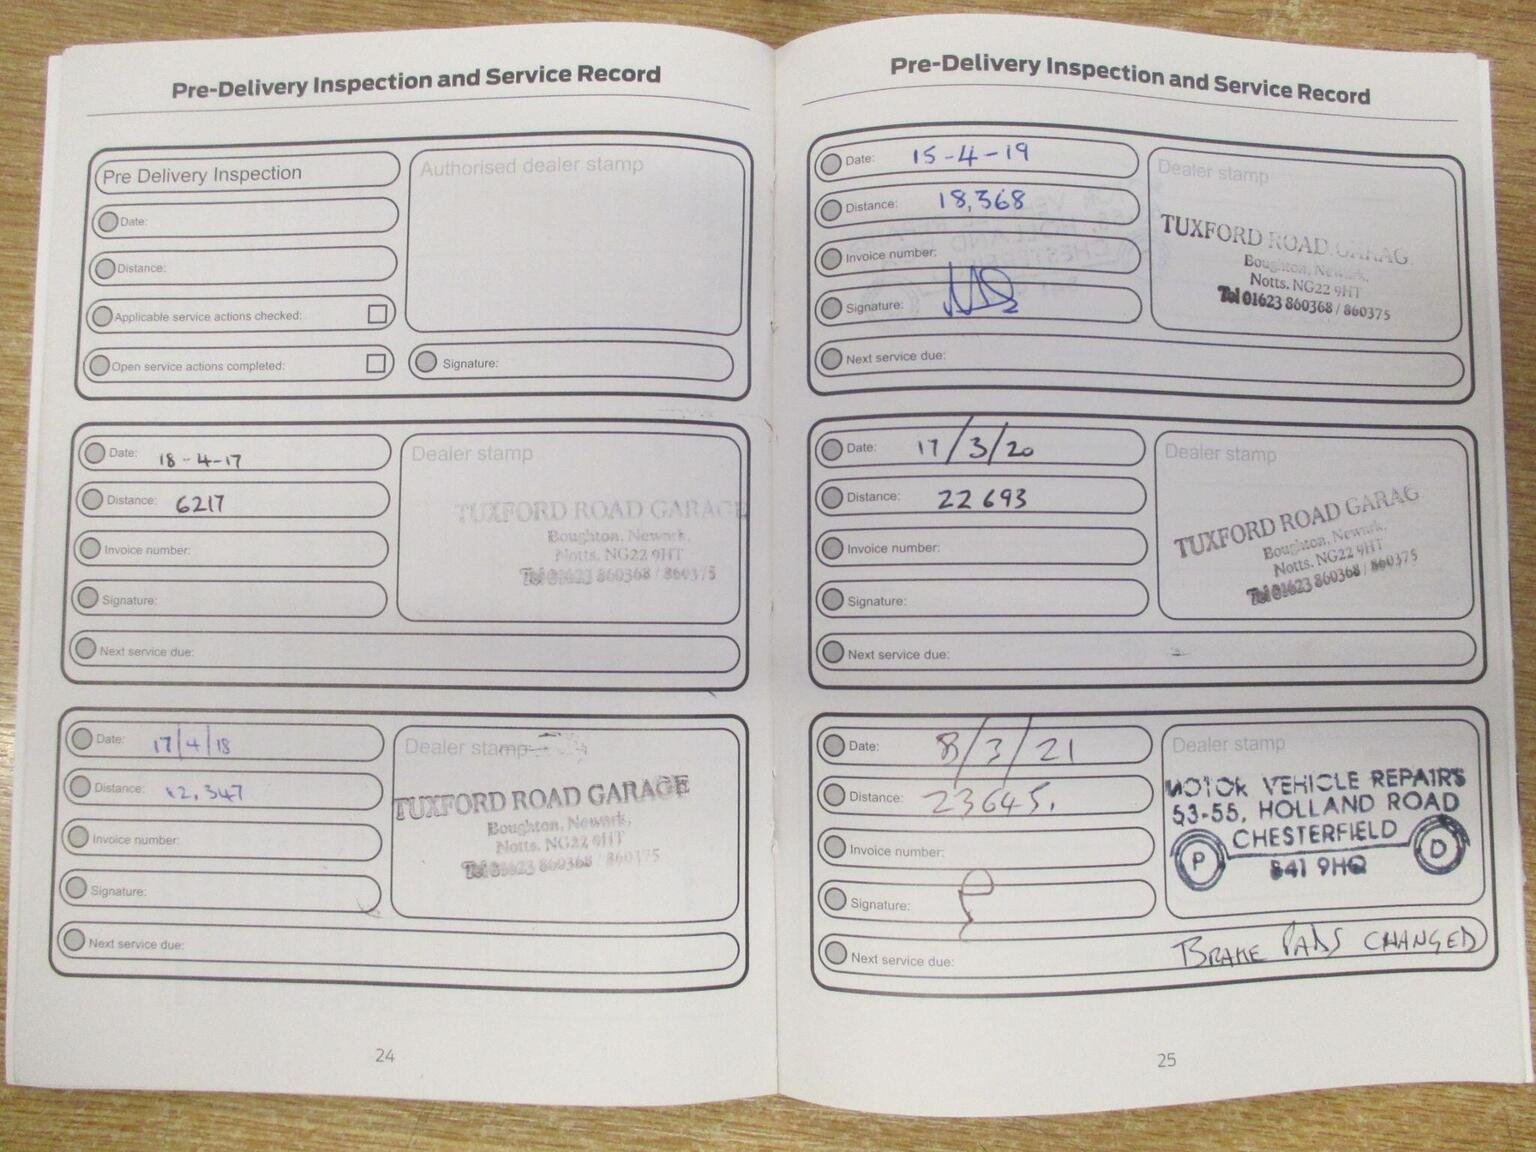 Pre-Delivery Inspection and Service Record
Pre Delivery Inspection
Date:
Distance:
Applicable service actions checked:
Open service actions completed:
Authorised dealer stamp
Signature:
Date: 18-4-17
Distance: 6217
Invoice number:
Signature:
Next service due:
Dealer stamp
TUXFORD ROAD GARAGE
Boughton, Newark,
Notts. NG22 9HT
Tel 01623 860368 / 860375
Date: 17/4/18
Distance: 12,347
Invoice number:
Signature:
Next service due:
Dealer stamp
TUXFORD ROAD GARAGE
Boughton, Newark,
Notts. NG22 9HT
Tel 01623 860368 / 860375
24
Pre-Delivery Inspection and Service Record
Date: 15-4-19
Distance: 18,368
Invoice number:
Signature:
Next service due:
Dealer stamp
TUXFORD ROAD GARAG
Boughton, Newark,
Notts. NG22 9HT
Tel 01623 860368 / 860375
Date: 17/3/20
Distance: 22693
Invoice number:
Signature:
Next service due:
Dealer stamp
TUXFORD ROAD GARAG
Boughton, Newark,
Notts. NG22 9HT
Tel 01623 860368 / 860375
Date: 8/3/21
Distance: 23645.
Invoice number:
Signature:
Next service due: BRAKE PADS CHANGED
Dealer stamp
MOTOR VEHICLE REPAIRS
53-55, HOLLAND ROAD
CHESTERFIELD
P S41 9HQ D
25